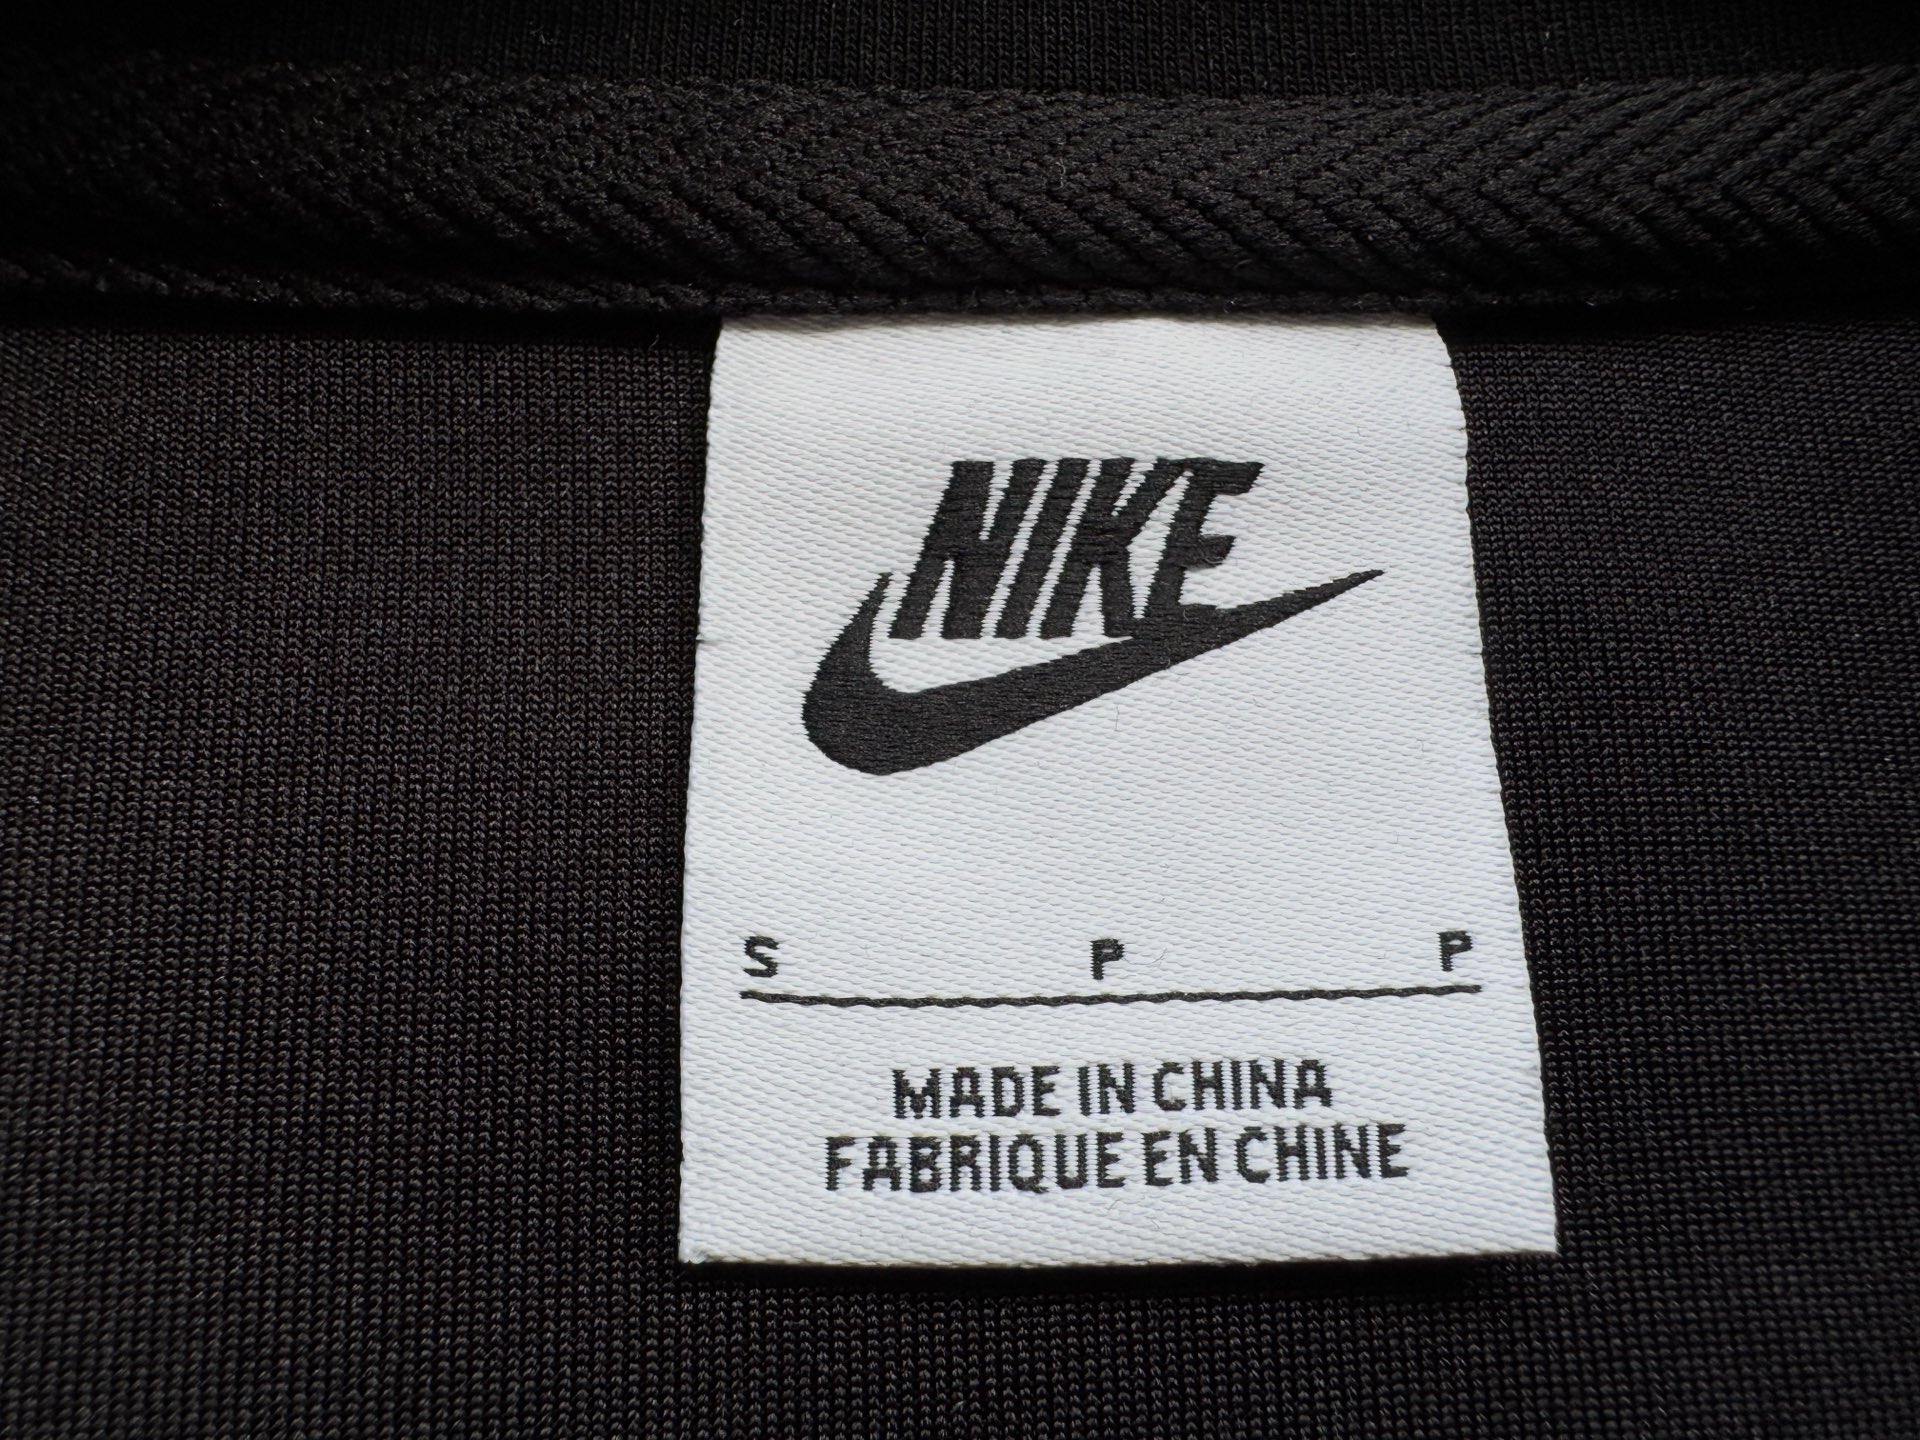 NIKE
S P P
MADE IN CHINA
FABRIQUE EN CHINE